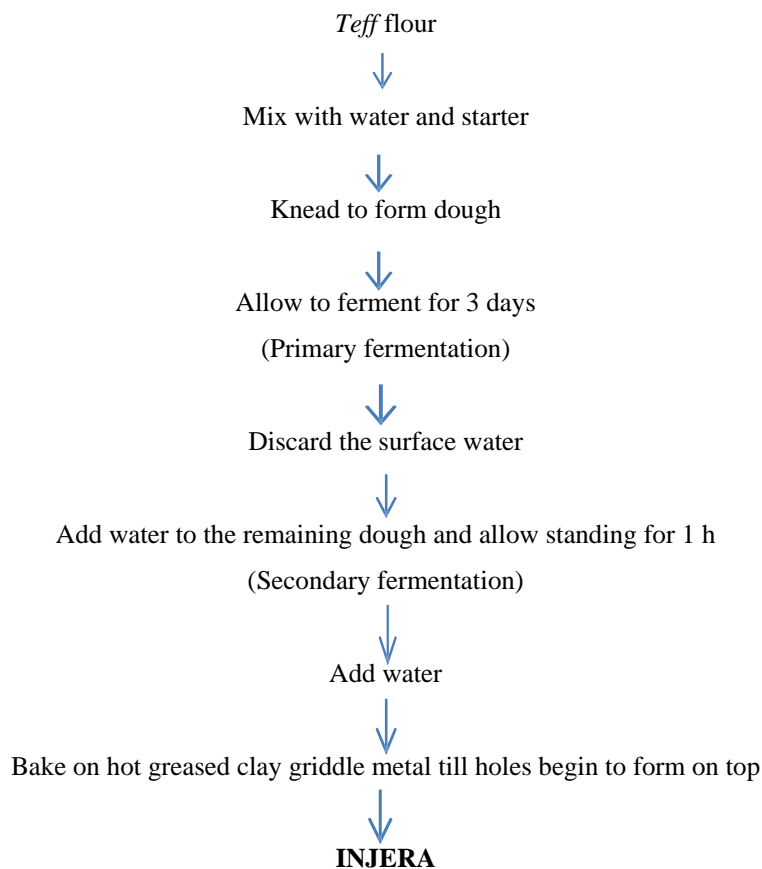 Teff flour
Mix with water and starter
Knead to form dough
Allow to ferment for 3 days
(Primary fermentation)
Discard the surface water
Add water to the remaining dough and allow standing for 1 h
(Secondary fermentation)
Add water
Bake on hot greased clay griddle metal till holes begin to form on top
INJERA